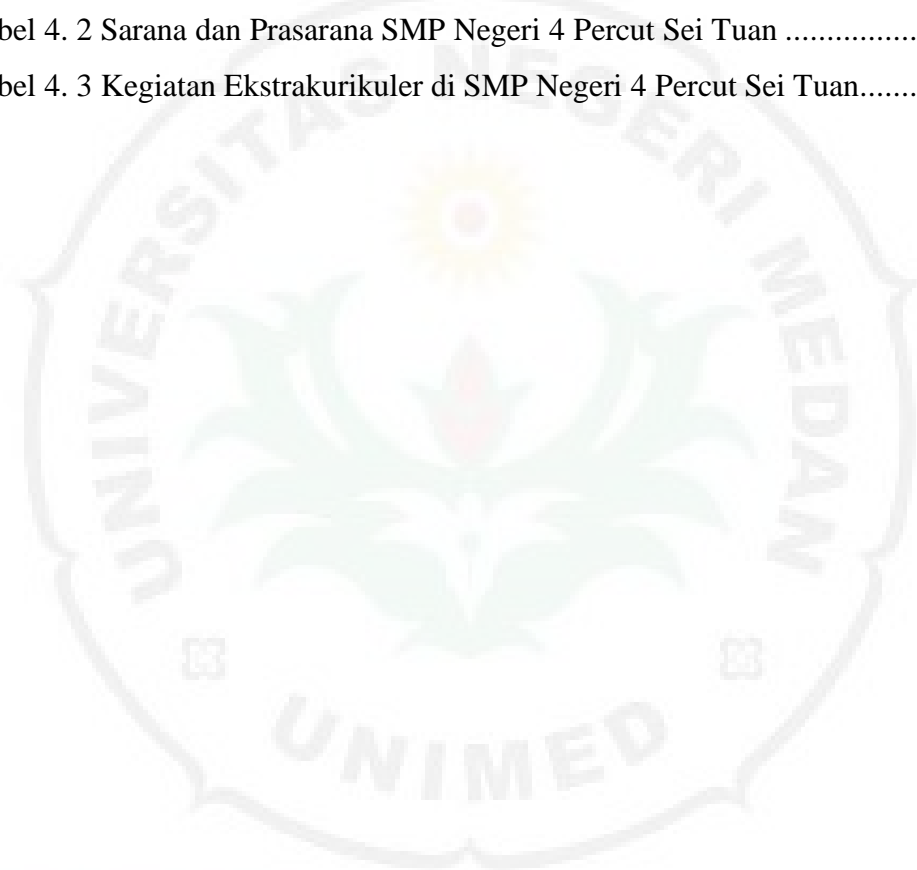 bel 4. 2 Sarana dan Prasarana SMP Negeri 4 Percut Sei Tuan ................
bel 4. 3 Kegiatan Ekstrakurikuler di SMP Negeri 4 Percut Sei Tuan.......
UNIVERSITAS NEGERI MEDAN
UNIMED